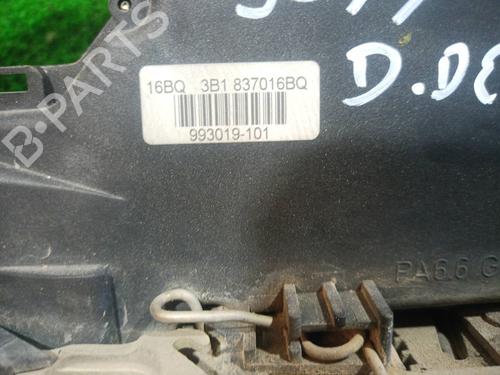 16BQ 3B1 837016BQ
993019-101
D.DE
PA6.6 G
B-PARTS